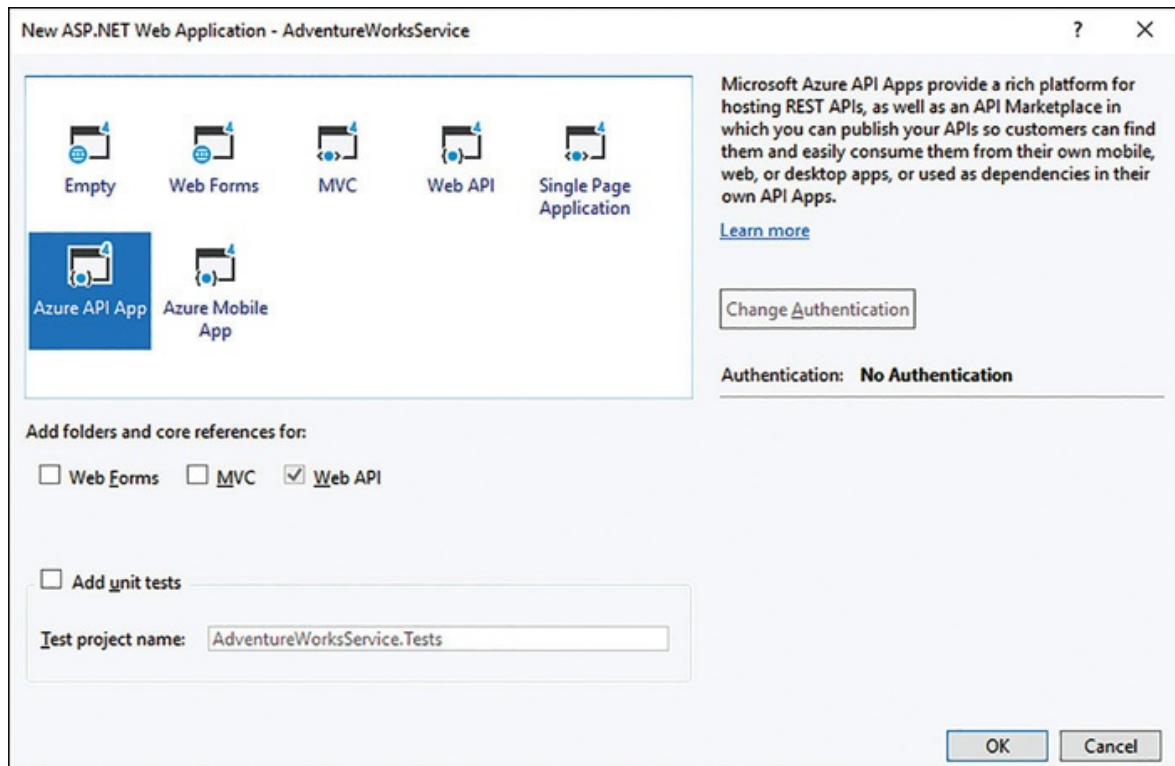 New ASP.NET Web Application - AdventureWorksService
?
Empty
Web Forms
MVC
Web API
Single Page
Application
Azure API App
Azure Mobile
App
Microsoft Azure API Apps provide a rich platform for
hosting REST APIs, as well as an API Marketplace in
which you can publish your APIs so customers can find
them and easily consume them from their own mobile,
web, or desktop apps, or used as dependencies in their
own API Apps.
Learn more
Change Authentication
Authentication: No Authentication
Add folders and core references for:
Web Forms
MVC
Web API
Add unit tests
Test project name: AdventureWorksService.Tests
OK
Cancel